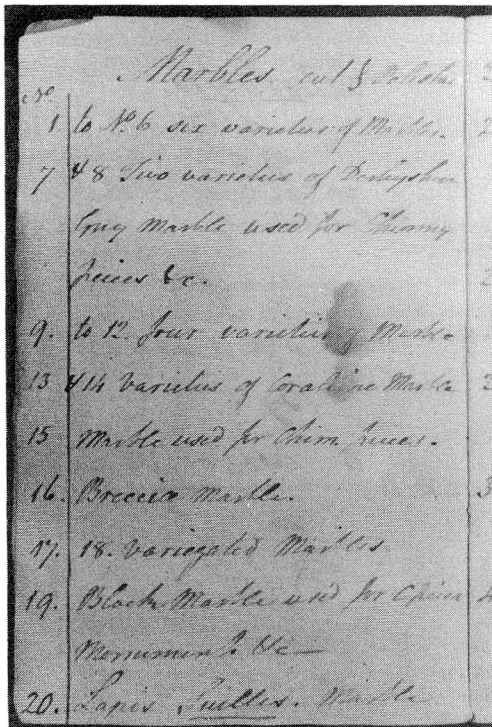 Marbles cut & Polished
No.
1 to No. 6 six varieties of Marble.
7 & 8 Two varieties of Derbyshire
Grey Marble used for Chimney
pieces &c.
9. to 12. four varieties of Marble
13 & 14 Varieties of Coralline Marble
15 Marble used for Chim. pieces.
16. Breccia Marble.
17. 18. Variegated Marbles
19. Black Marble used for
Monuments &c—
20. Lapis Marble